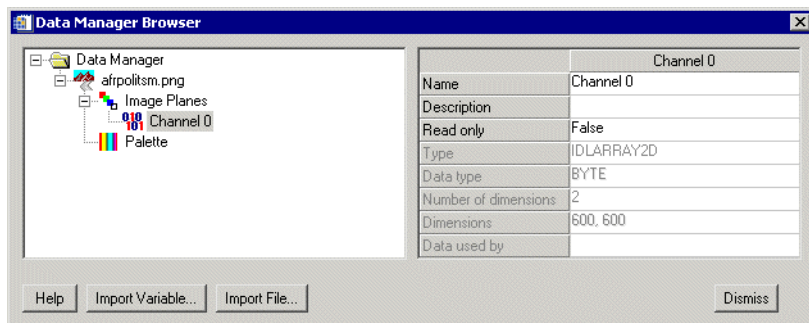 Data Manager Browser
Data Manager
afrpolitsm.png
Image Planes
010
101 Channel 0
Palette
Channel 0
Name Channel 0
Description
Read only False
Type IDLARRAY2D
Data type BYTE
Number of dimensions 2
Dimensions 600, 600
Data used by
Help Import Variable... Import File... Dismiss